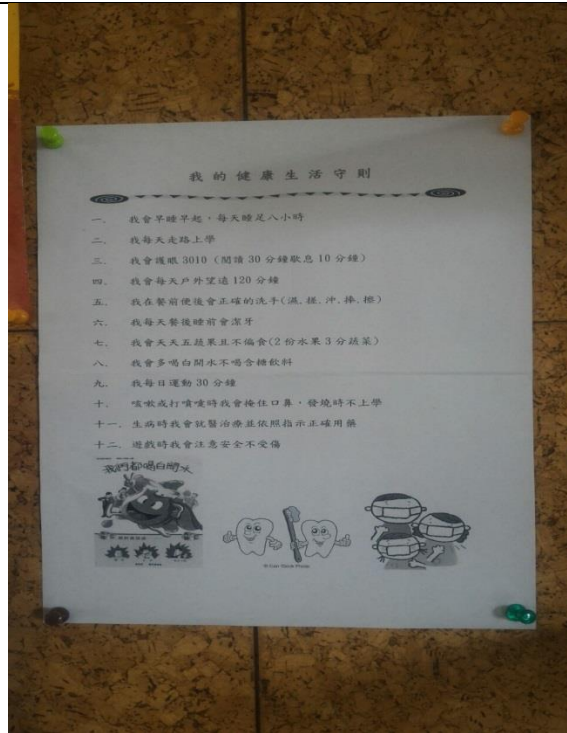 我的健康生活守則
一. 我會早睡早起，每天睡足八小時
二. 我每天走路上學
三. 我會護眼 3010（閱讀 30 分鐘歇息 10 分鐘）
四. 我會每天戶外望遠 120 分鐘
五. 我在餐前便後會正確的洗手(濕、搓、沖、捧、擦)
六. 我每天餐後睡前會潔牙
七. 我會天天五蔬果且不偏食(2 份水果 3 分蔬菜)
八. 我會多喝白開水不喝含糖飲料
九. 我每日運動 30 分鐘
十. 咳嗽或打噴嚏時我會掩住口鼻，發燒時不上學
十一. 生病時我會就醫治療並依照指示正確用藥
十二. 遊戲時我會注意安全不受傷
我們都喝白開水
© Can Stock Photo